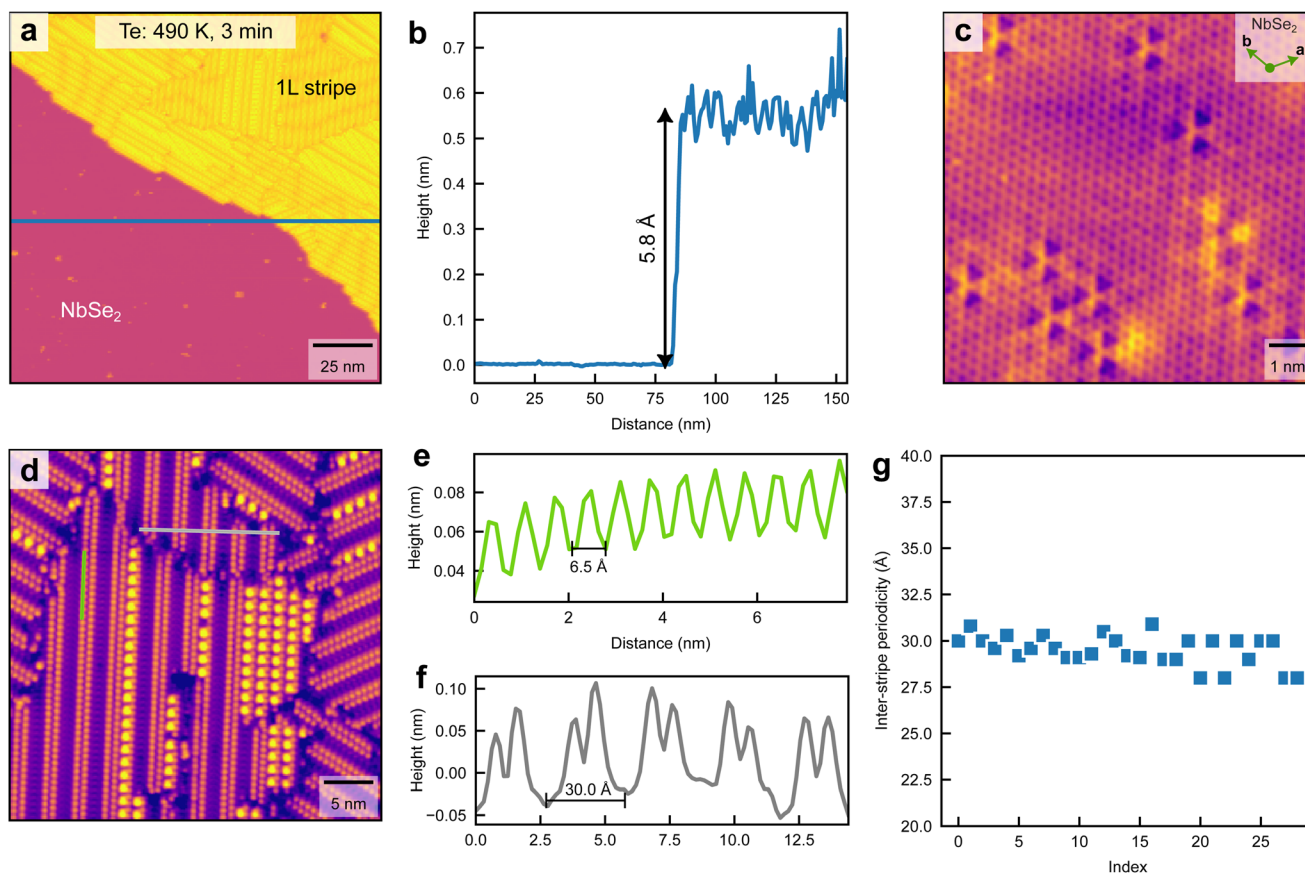 a
Te: 490 K, 3 min
1L stripe
NbSe₂
25 nm
b
Height (nm)
0.7
0.6
0.5
0.4
0.3
0.2
0.1
0.0
5.8 Å
0 25 50 75 100 125 150
Distance (nm)
c
NbSe₂
b
a
1 nm
d
5 nm
e
Height (nm)
0.08
0.06
0.04
6.5 Å
0 2 4 6
Distance (nm)
f
Height (nm)
0.10
0.05
0.00
−0.05
30.0 Å
0.0 2.5 5.0 7.5 10.0 12.5
g
Inter-stripe periodicity (Å)
40.0
37.5
35.0
32.5
30.0
27.5
25.0
22.5
20.0
0 5 10 15 20 25
Index